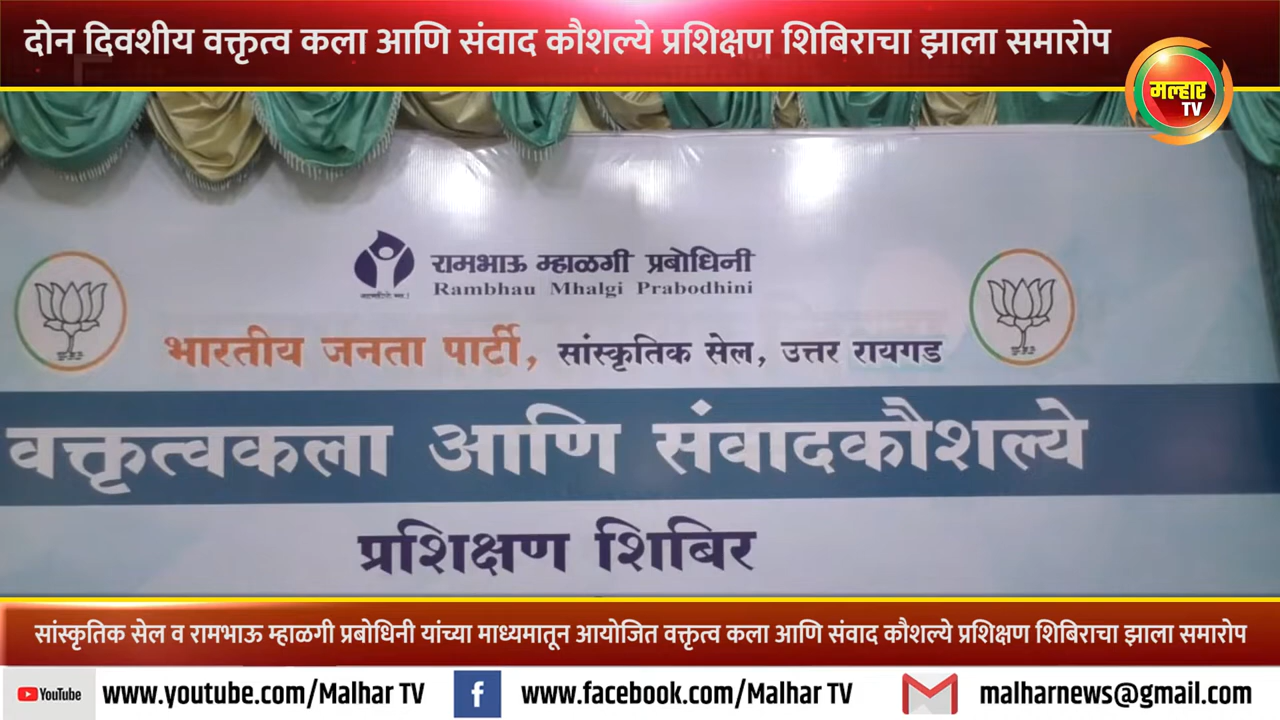 दोन दिवशीय वक्तृत्व कला आणि संवाद कौशल्ये प्रशिक्षण शिबिराचा झाला समारोप
मल्हार
TV
रामभाऊ म्हाळगी प्रबोधिनी
Rambhau Mhalgi Prabodhini
भारतीय जनता पार्टी, सांस्कृतिक सेल, उत्तर रायगड
वक्तृत्वकला आणि संवादकौशल्ये
प्रशिक्षण शिबिर
सांस्कृतिक सेल व रामभाऊ म्हाळगी प्रबोधिनी यांच्या माध्यमातून आयोजित वक्तृत्व कला आणि संवाद कौशल्ये प्रशिक्षण शिबिराचा झाला समारोप
YouTube www.youtube.com/Malhar TV www.facebook.com/Malhar TV malharnews@gmail.com